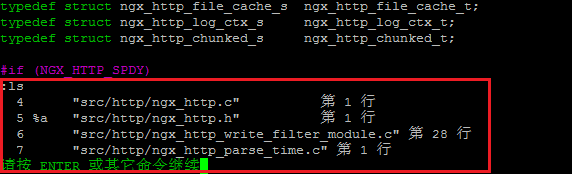 typedef struct ngx_http_file_cache_s  ngx_http_file_cache_t;
typedef struct ngx_http_log_ctx_s     ngx_http_log_ctx_t;
typedef struct ngx_http_chunked_s     ngx_http_chunked_t;
#if (NGX_HTTP_SPDY)
:ls
  4      "src/http/ngx_http.c"          第 1 行
  5 %a   "src/http/ngx_http.h"          第 1 行
  6      "src/http/ngx_http_write_filter_module.c" 第 28 行
  7      "src/http/ngx_http_parse_time.c" 第 1 行
请按 ENTER 或其它命令继续